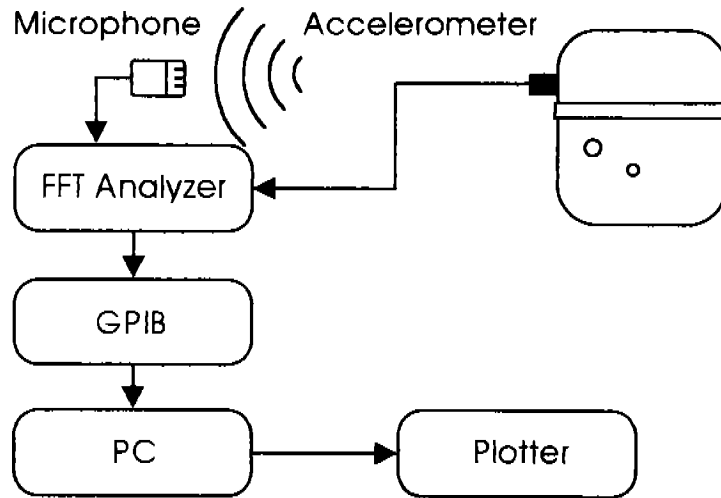 Microphone
Accelerometer
FFT Analyzer
GPIB
PC
Plotter